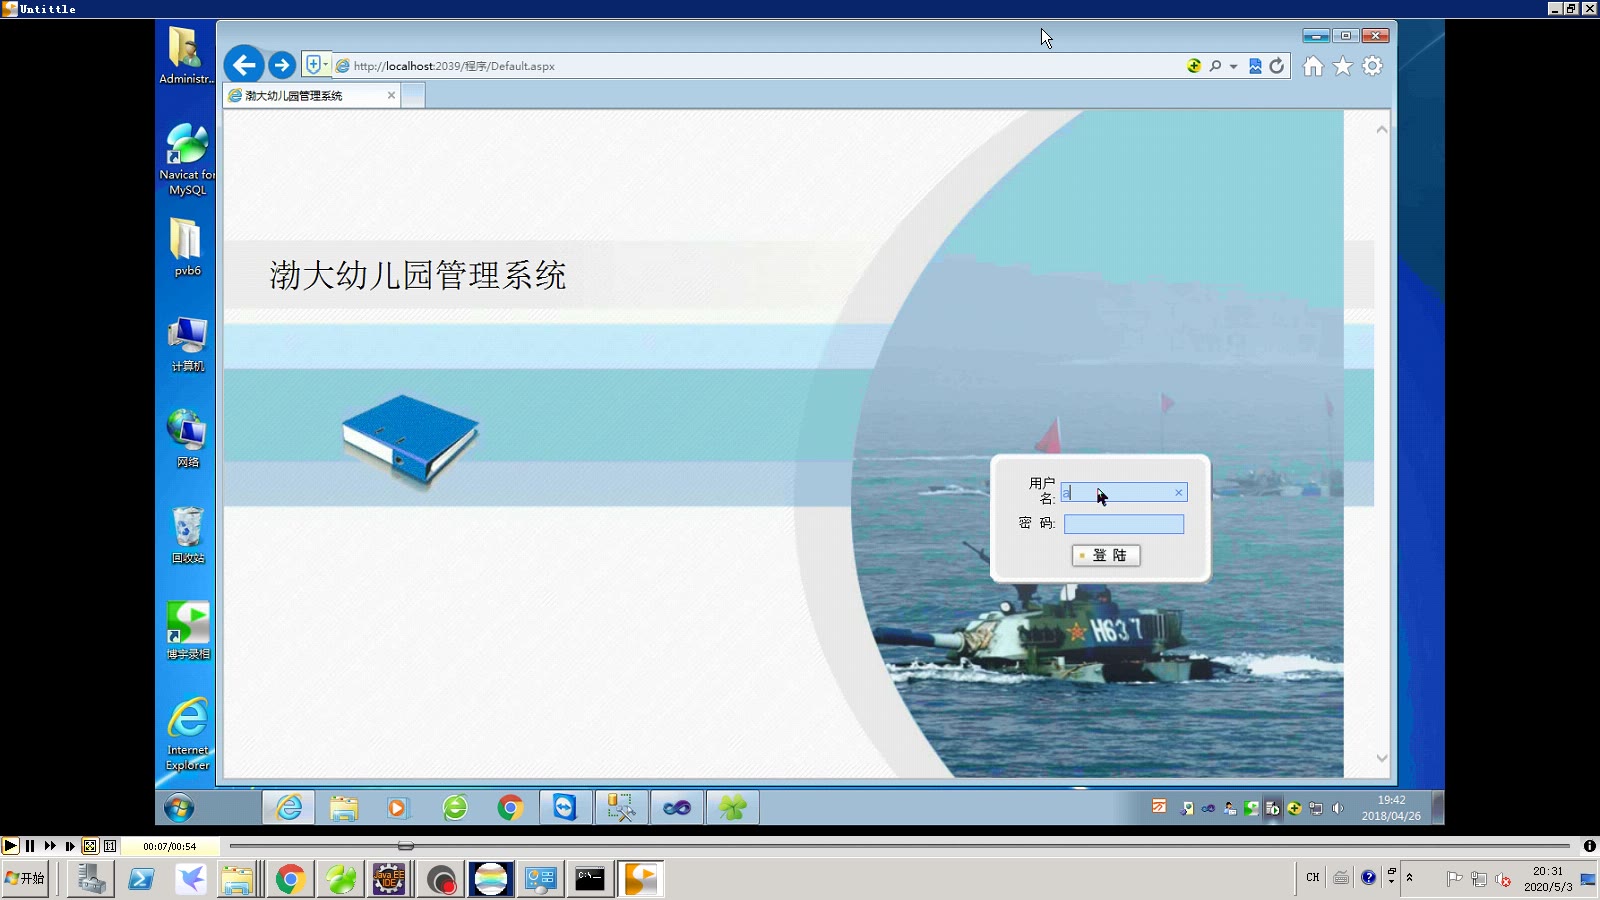 Untittle
Administr...
http://localhost:2039/程序/Default.aspx
渤大幼儿园管理系统
Navicat for
MySQL
pvb6
渤大幼儿园管理系统
计算机
用户
名:
a
网络
密 码:
登 陆
回收站
H637
博宇录相
Internet
Explorer
19:42
2018/04/26
00:07/00:54
开始
Java EE
IDE
C:\_
CH
20:31
2020/5/3